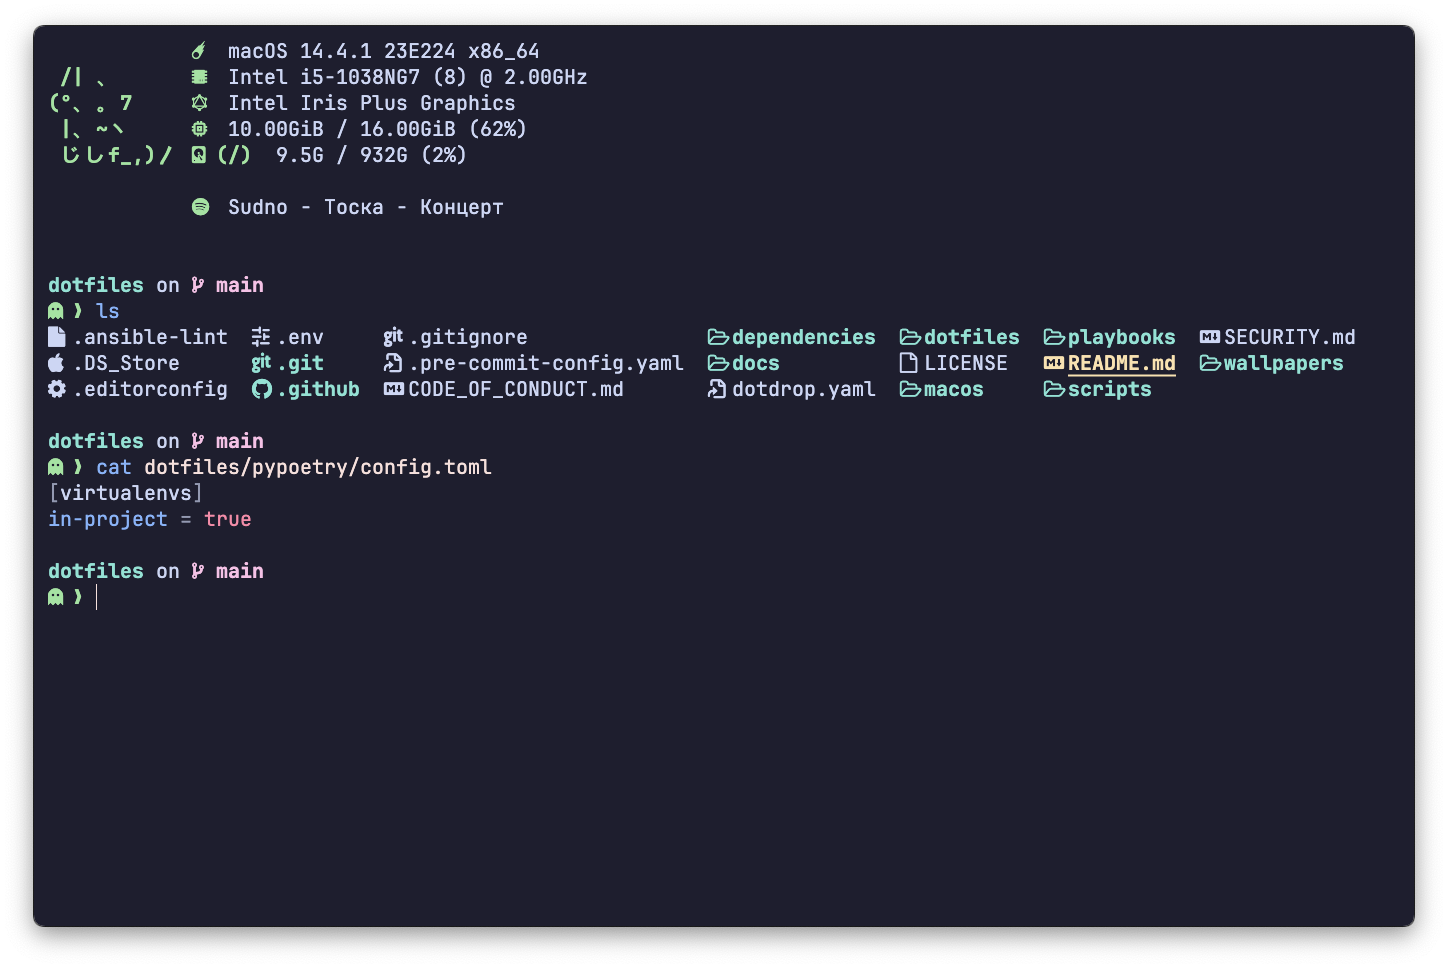 macOS 14.4.1 23E224 x86_64
/| 、 Intel i5-1038NG7 (8) @ 2.00GHz
(°、 。7 Intel Iris Plus Graphics
|、 ~ヽ 10.00GiB / 16.00GiB (62%)
じしf_,)/ (/) 9.5G / 932G (2%)
Sudno - Тоска - Концерт
dotfiles on main
❯ ls
.ansible-lint .env .gitignore dependencies dotfiles playbooks SECURITY.md
.DS_Store .git .pre-commit-config.yaml docs LICENSE README.md wallpapers
.editorconfig .github CODE_OF_CONDUCT.md dotdrop.yaml macos scripts
dotfiles on main
❯ cat dotfiles/pypoetry/config.toml
[virtualenvs]
in-project = true
dotfiles on main
❯